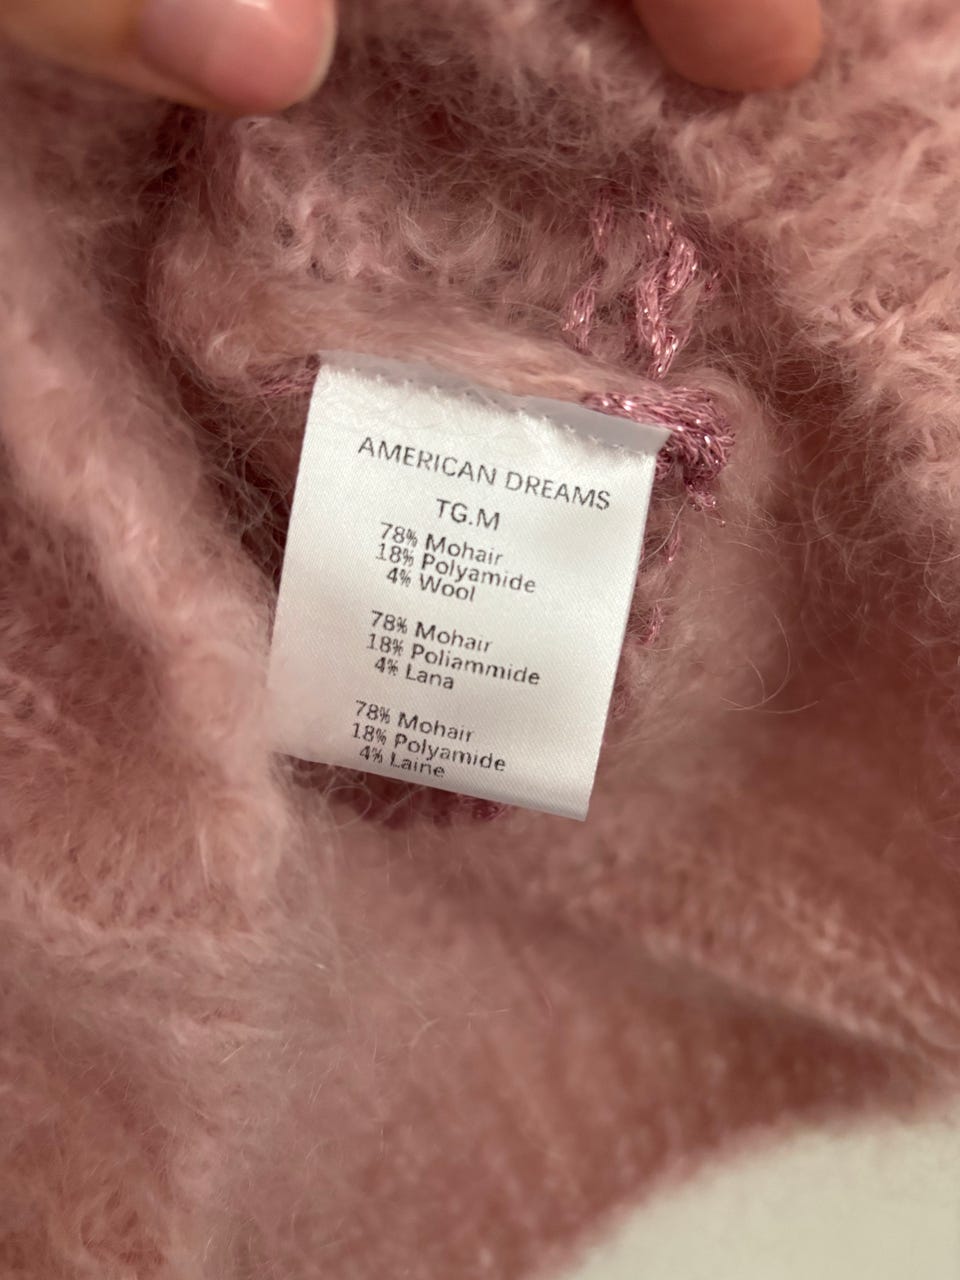 AMERICAN DREAMS
TG.M
78% Mohair
18% Polyamide
4% Wool
78% Mohair
18% Poliammide
4% Lana
78% Mohair
18% Polyamide
4% Laine